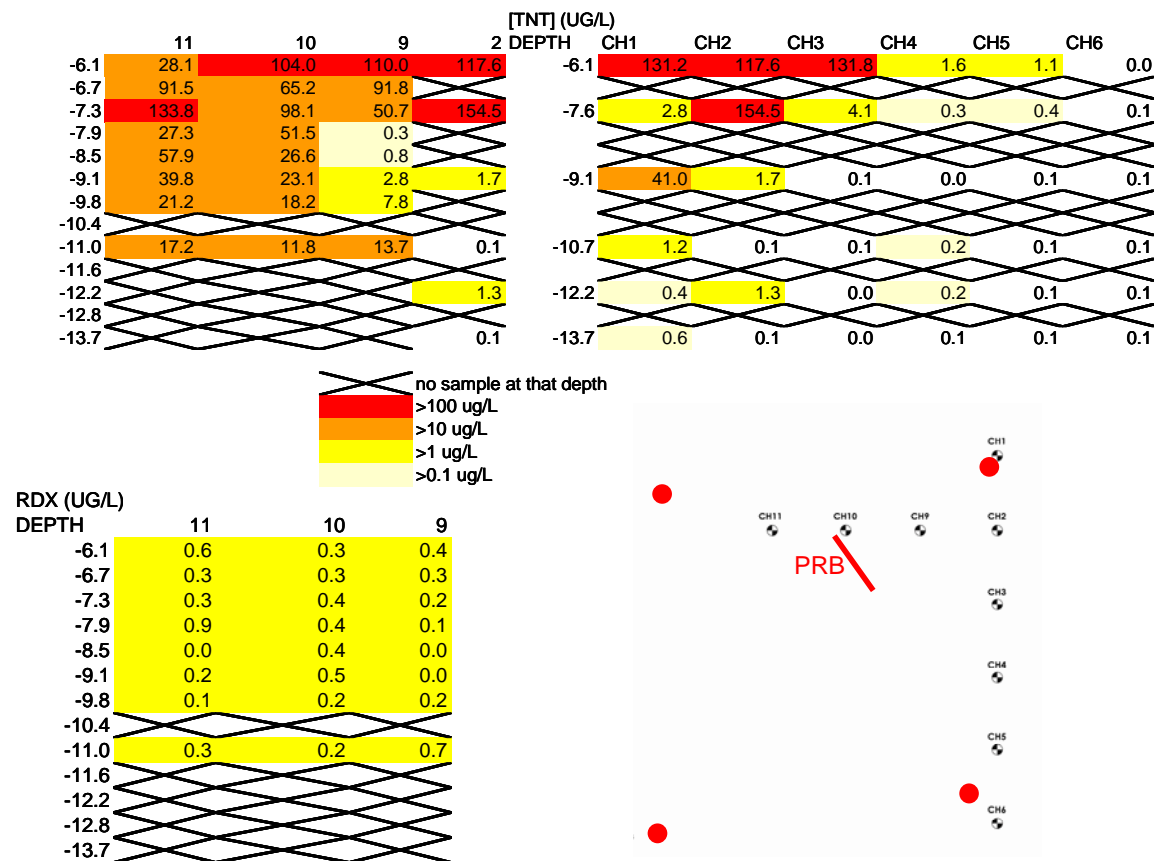 [TNT] (UG/L)
11 10 9 2 DEPTH CH1 CH2 CH3 CH4 CH5 CH6
-6.1 28.1 104.0 110.0 117.6 -6.1 131.2 117.6 131.8 1.6 1.1 0.0
-6.7 91.5 65.2 91.8
-7.3 133.8 98.1 50.7 154.5 -7.6 2.8 154.5 4.1 0.3 0.4 0.1
-7.9 27.3 51.5 0.3
-8.5 57.9 26.6 0.8
-9.1 39.8 23.1 2.8 1.7 -9.1 41.0 1.7 0.1 0.0 0.1 0.1
-9.8 21.2 18.2 7.8
-10.4
-11.0 17.2 11.8 13.7 0.1 -10.7 1.2 0.1 0.1 0.2 0.1 0.1
-11.6
-12.2 1.3 -12.2 0.4 1.3 0.0 0.2 0.1 0.1
-12.8
-13.7 0.1 -13.7 0.6 0.1 0.0 0.1 0.1 0.1
no sample at that depth
>100 ug/L
>10 ug/L
>1 ug/L
>0.1 ug/L
RDX (UG/L)
DEPTH 11 10 9
-6.1 0.6 0.3 0.4
-6.7 0.3 0.3 0.3
-7.3 0.3 0.4 0.2
-7.9 0.9 0.4 0.1
-8.5 0.0 0.4 0.0
-9.1 0.2 0.5 0.0
-9.8 0.1 0.2 0.2
-10.4
-11.0 0.3 0.2 0.7
-11.6
-12.2
-12.8
-13.7
CH1
CH11 CH10 CH9 CH2
PRB
CH3
CH4
CH5
CH6